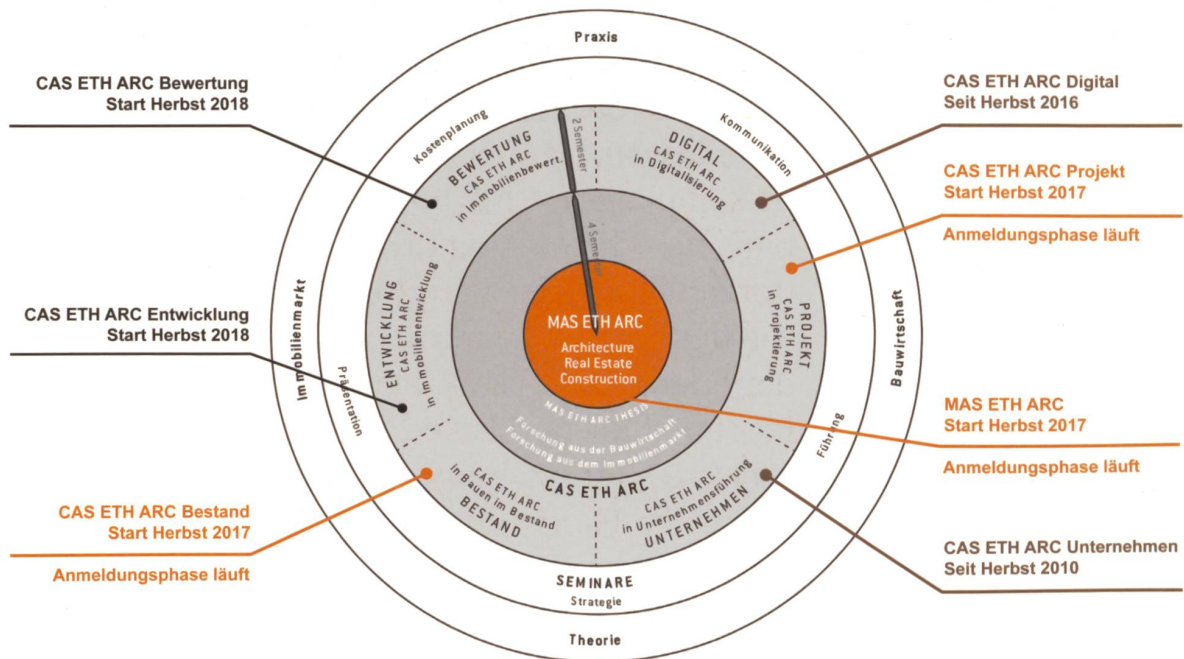 Praxis
CAS ETH ARC Bewertung
Start Herbst 2018
CAS ETH ARC Entwicklung
Start Herbst 2018
CAS ETH ARC Bestand
Start Herbst 2017
Anmeldungsphase läuft
CAS ETH ARC Digital
Seit Herbst 2016
CAS ETH ARC Projekt
Start Herbst 2017
Anmeldungsphase läuft
MAS ETH ARC
Start Herbst 2017
Anmeldungsphase läuft
CAS ETH ARC Unternehmen
Seit Herbst 2010
Immobilienmarkt
Bauwirtschaft
Kostenplanung
Kommunikation
Präsentation
Führung
BEWERTUNG
CAS ETH ARC
in Immobilienbewert.
2 Semester
DIGITAL
CAS ETH ARC
in Digitalisierung
4 Semester
ENTWICKLUNG
CAS ETH ARC
in Immobilienentwicklung
PROJEKT
CAS ETH ARC
in Projektierung
MAS ETH ARC
Architecture
Real Estate
Construction
MAS ETH ARC THESIS
Forschung aus der Bauwirtschaft
Forschung aus dem Immobilienmarkt
CAS ETH ARC
CAS ETH ARC
in Bauen im Bestand
BESTAND
CAS ETH ARC
in Unternehmensführung
UNTERNEHMEN
SEMINARE
Strategie
Theorie